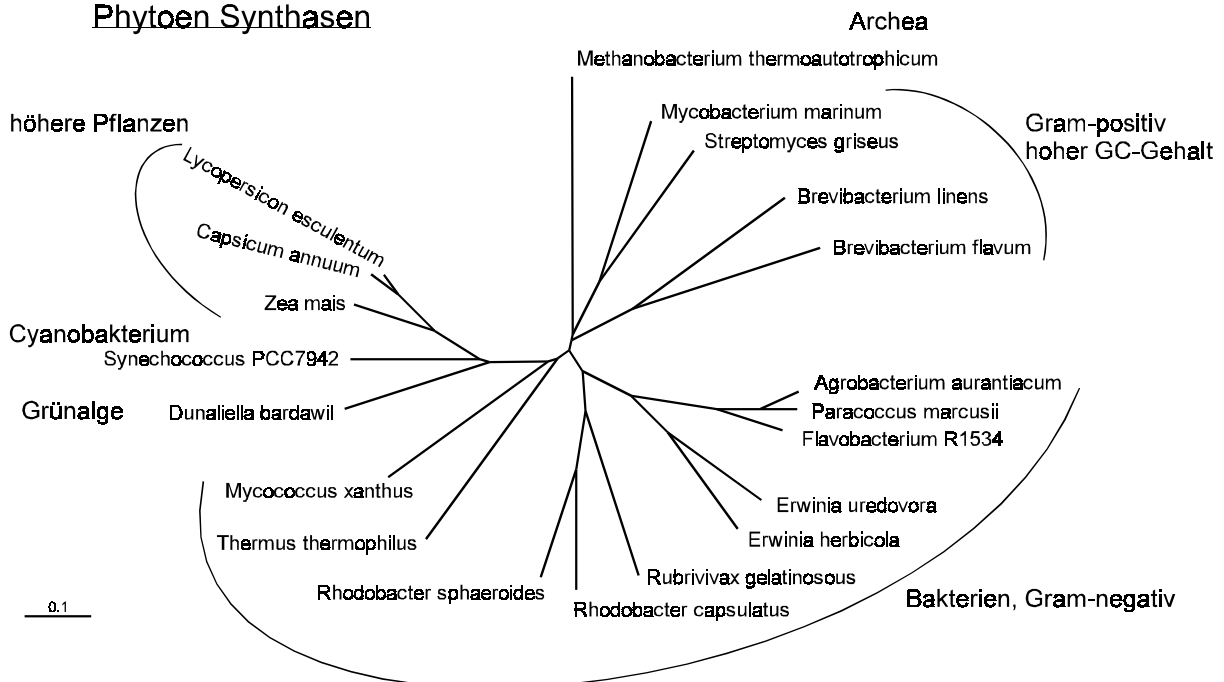 Phytoen Synthasen
Archea
Methanobacterium thermoautotrophicum
Mycobacterium marinum
Streptomyces griseus
Gram-positiv
hoher GC-Gehalt
Brevibacterium linens
Brevibacterium flavum
höhere Pflanzen
Lycopersicon esculentum
Capsicum annuum
Zea mais
Cyanobakterium
Synechococcus PCC7942
Grünalge
Dunaliella bardawil
Agrobacterium aurantiacum
Paracoccus marcusii
Flavobacterium R1534
Mycococcus xanthus
Erwinia uredovora
Thermus thermophilus
Erwinia herbicola
Rhodobacter sphaeroides
Rubrivivax gelatinosous
Rhodobacter capsulatus
Bakterien, Gram-negativ
0.1